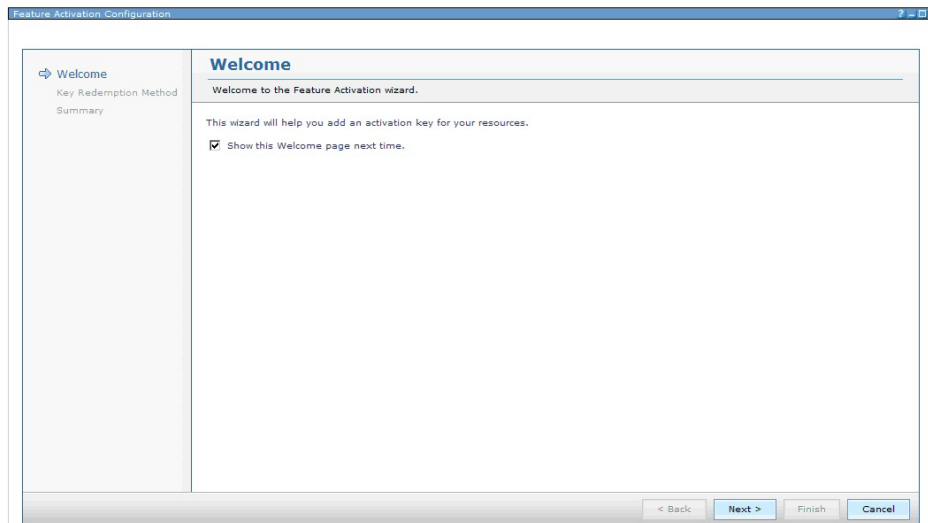 Feature Activation Configuration
? – □
Welcome
Key Redemption Method
Summary
Welcome
Welcome to the Feature Activation wizard.
This wizard will help you add an activation key for your resources.
Show this Welcome page next time.
< Back
Next >
Finish
Cancel